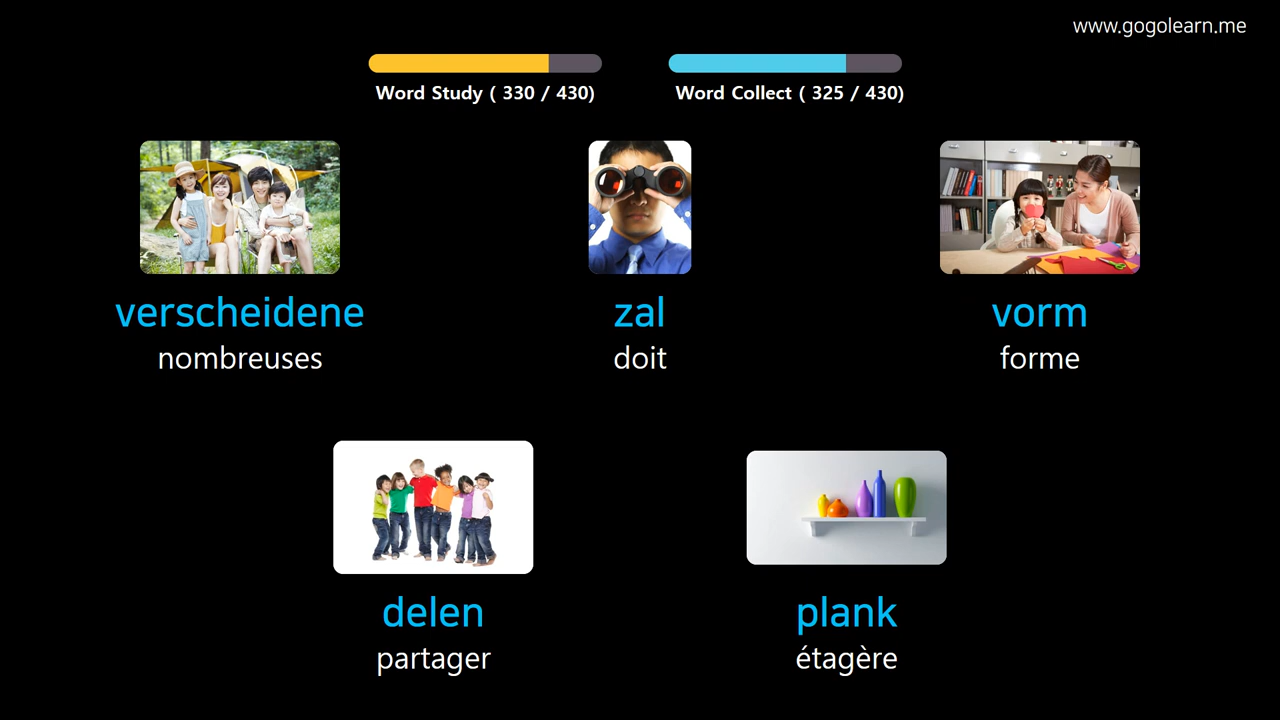 www.gogolearn.me
Word Study ( 330 / 430)
Word Collect ( 325 / 430)
verscheidene
nombreuses
zal
doit
vorm
forme
delen
partager
plank
étagère